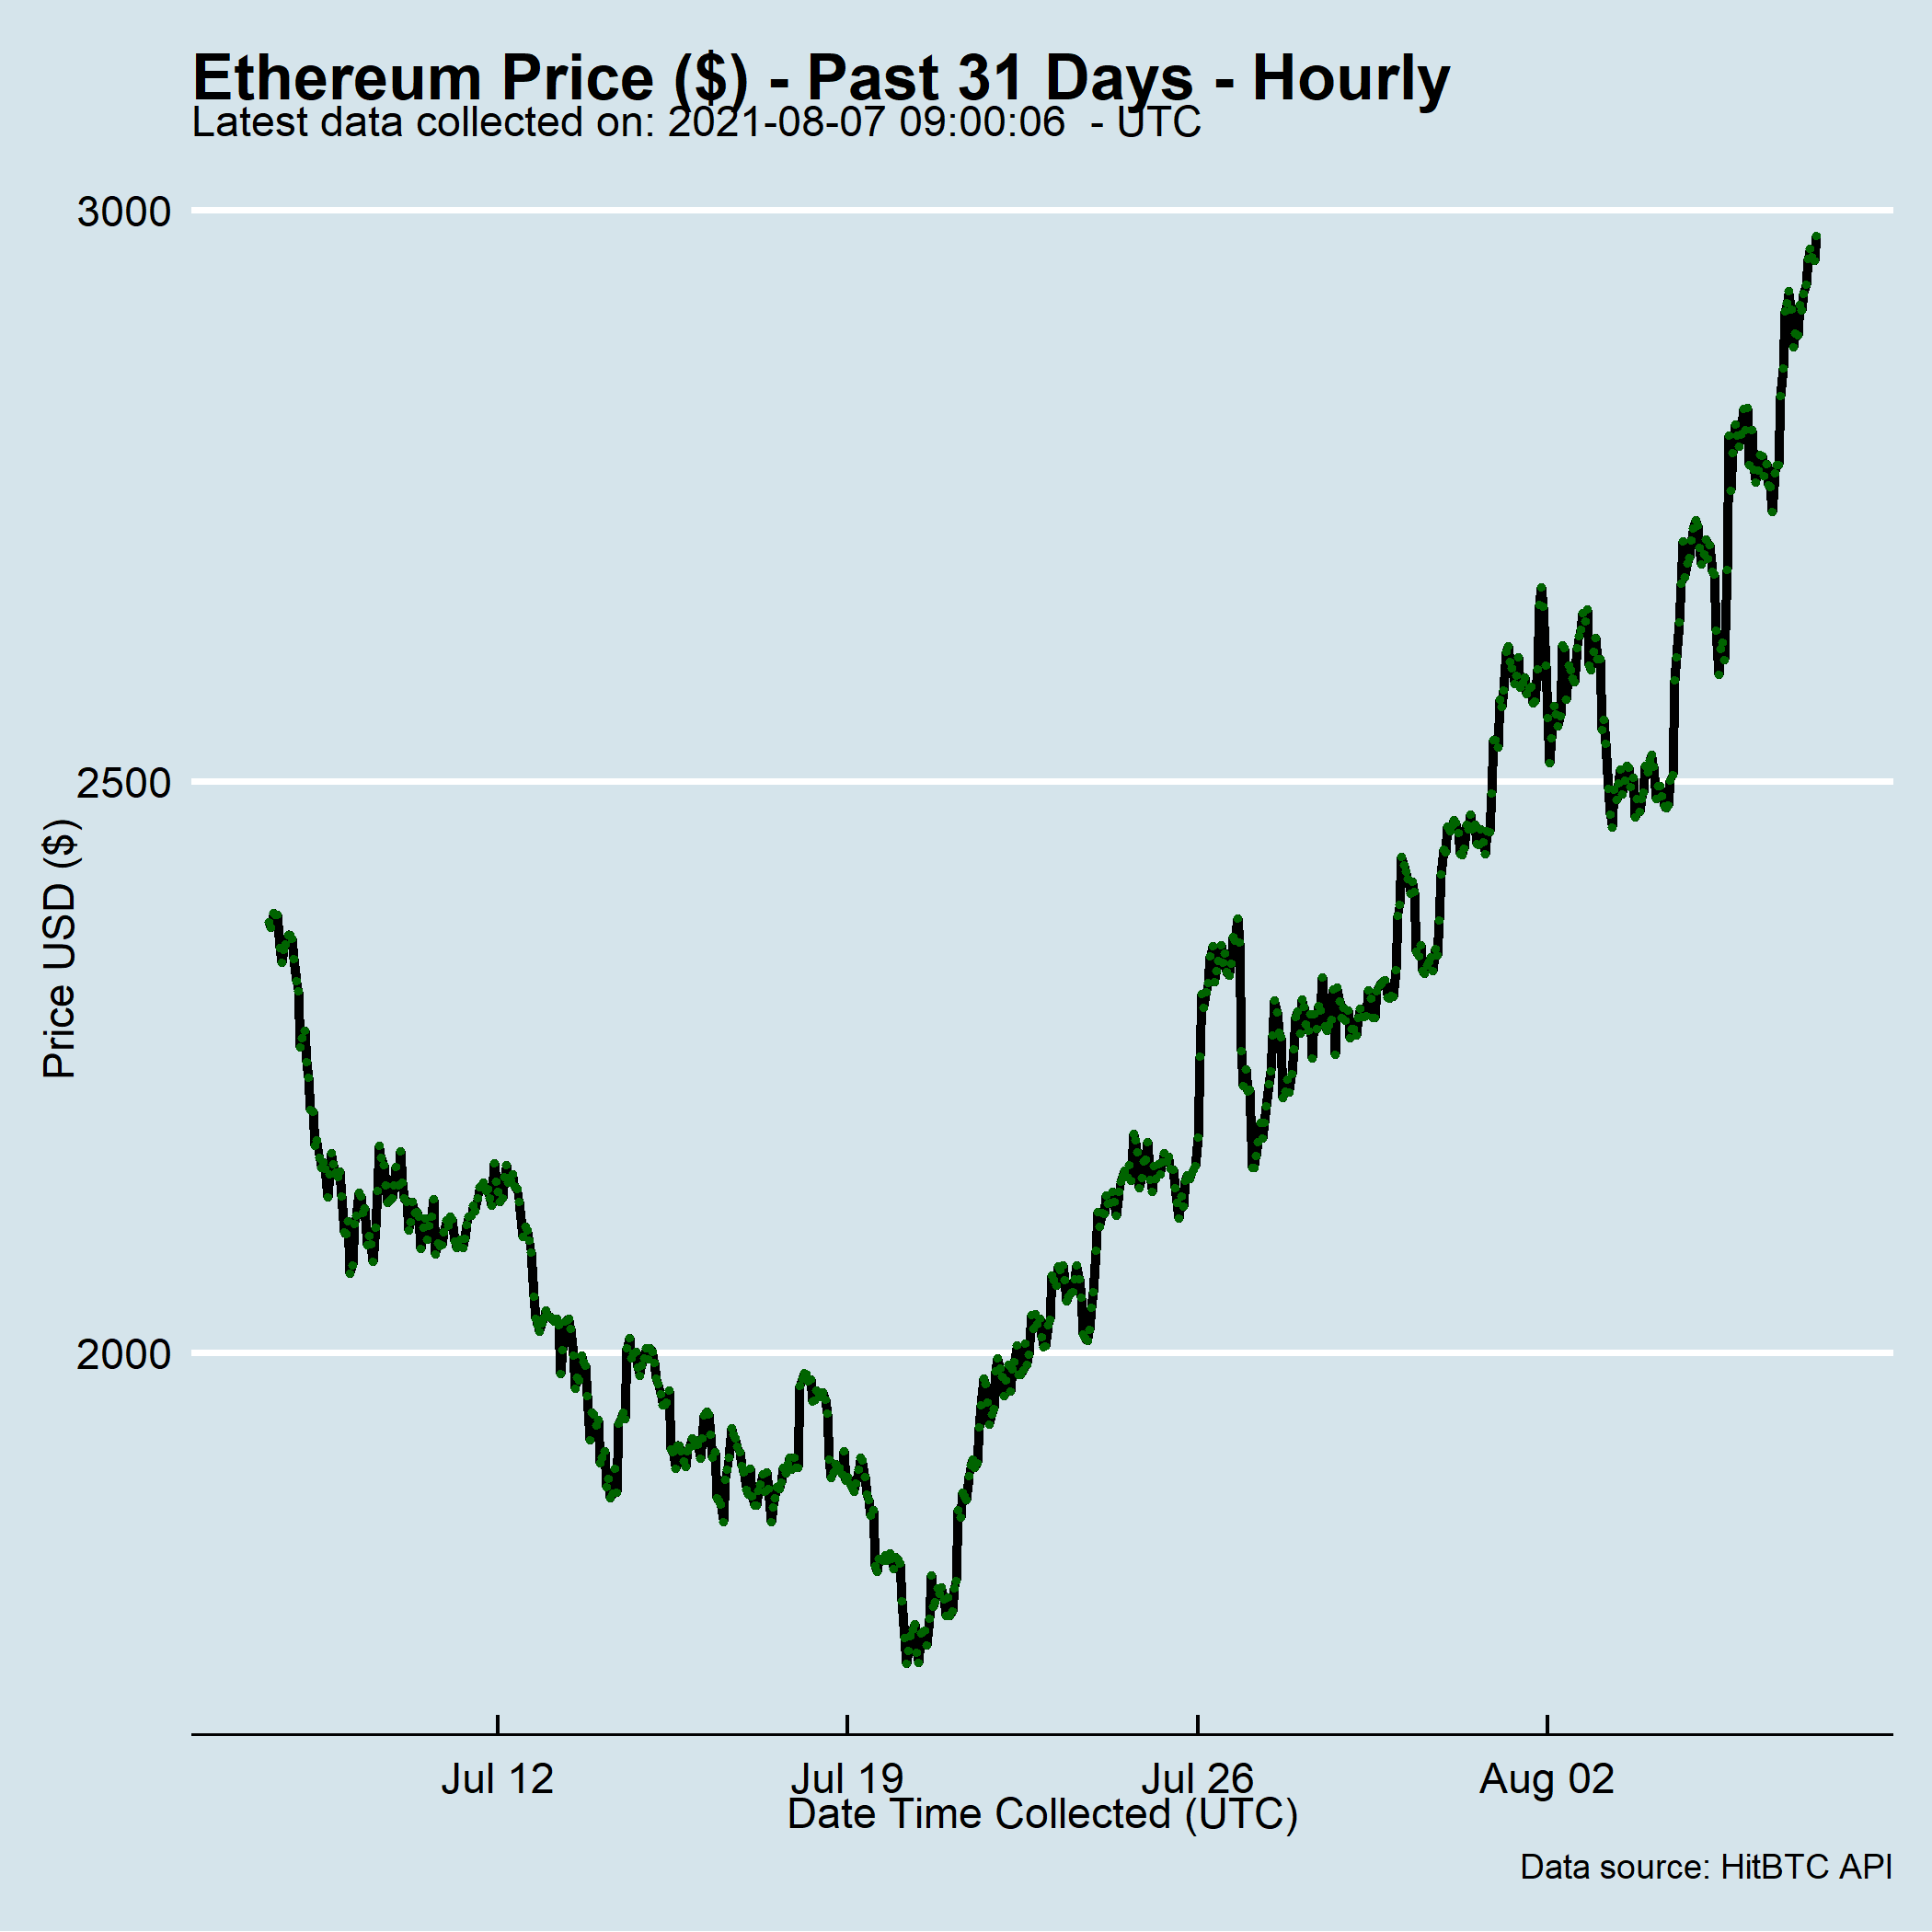 Ethereum Price ($) - Past 31 Days - Hourly
Latest data collected on: 2021-08-07 09:00:06  - UTC
3000
2500
2000
Price USD ($)
Jul 12
Jul 19
Jul 26
Aug 02
Date Time Collected (UTC)
Data source: HitBTC API